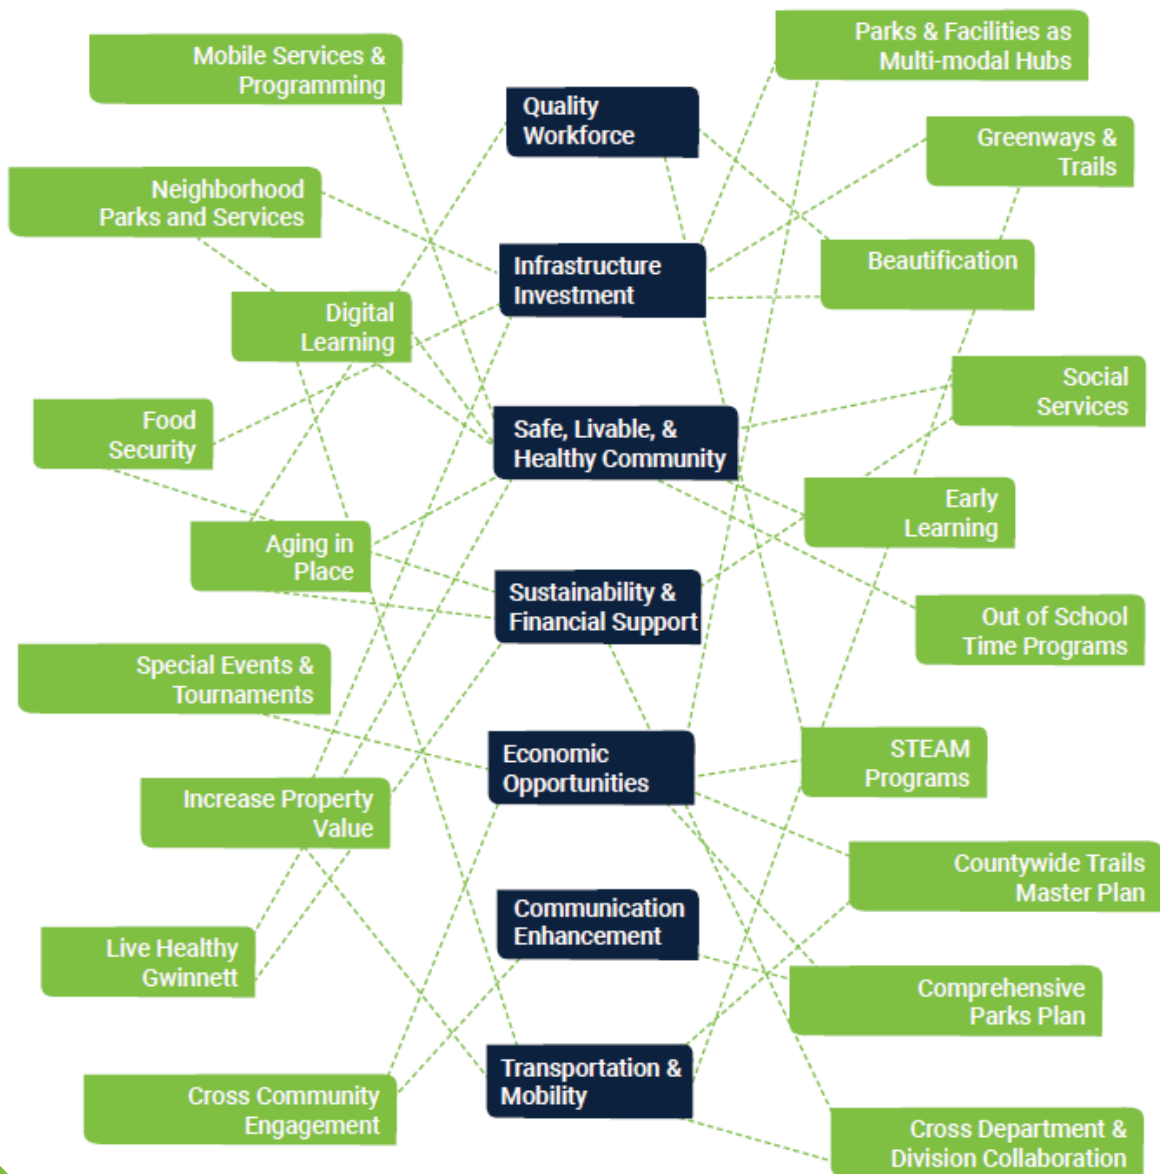 Mobile Services &
Programming
Neighborhood
Parks and Services
Digital
Learning
Food
Security
Aging in
Place
Special Events &
Tournaments
Increase Property
Value
Live Healthy
Gwinnett
Cross Community
Engagement
Quality
Workforce
Infrastructure
Investment
Safe, Livable, &
Healthy Community
Sustainability &
Financial Support
Economic
Opportunities
Communication
Enhancement
Transportation &
Mobility
Parks & Facilities as
Multi-modal Hubs
Greenways &
Trails
Beautification
Social
Services
Early
Learning
Out of School
Time Programs
STEAM
Programs
Countywide Trails
Master Plan
Comprehensive
Parks Plan
Cross Department &
Division Collaboration